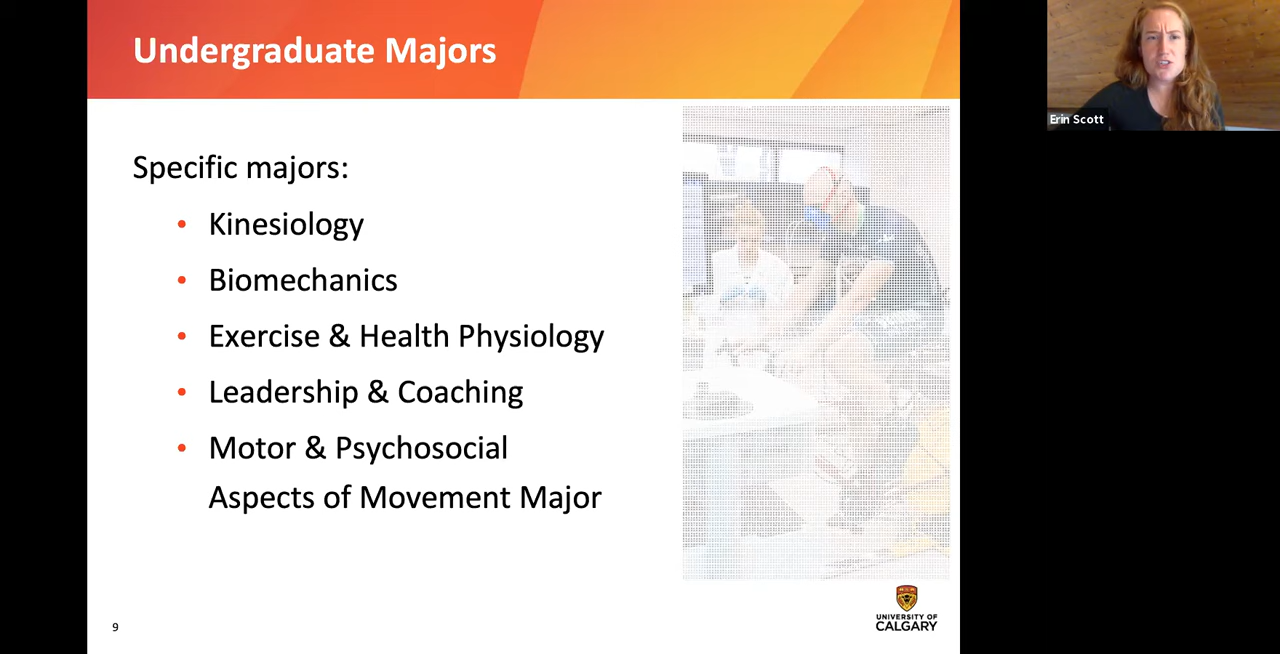 Undergraduate Majors
Erin Scott
Specific majors:
• Kinesiology
• Biomechanics
• Exercise & Health Physiology
• Leadership & Coaching
• Motor & Psychosocial
Aspects of Movement Major
9
UNIVERSITY OF
CALGARY